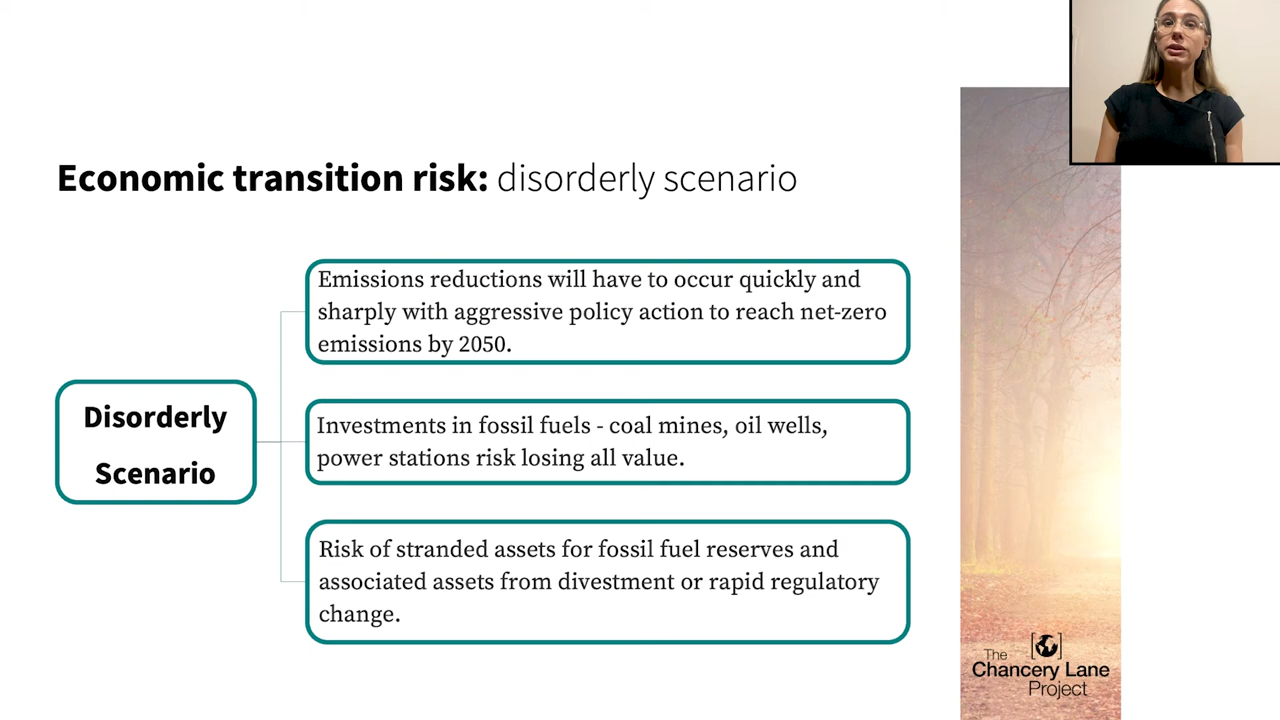 Economic transition risk: disorderly scenario
Disorderly
Scenario
Emissions reductions will have to occur quickly and
sharply with aggressive policy action to reach net-zero
emissions by 2050.
Investments in fossil fuels - coal mines, oil wells,
power stations risk losing all value.
Risk of stranded assets for fossil fuel reserves and
associated assets from divestment or rapid regulatory
change.
The
Chancery Lane
Project